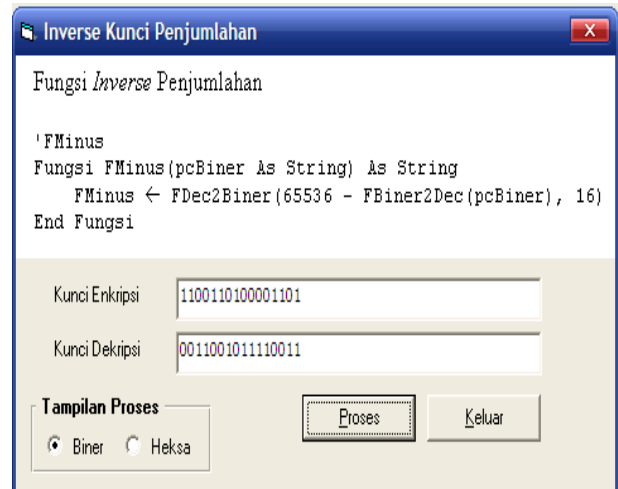 Inverse Kunci Penjumlahan
Fungsi Inverse Penjumlahan
'FMinus
Fungsi FMinus(pcBiner As String) As String
FMinus ← FDec2Biner(65536 - FBiner2Dec(pcBiner), 16)
End Fungsi
Kunci Enkripsi 1100110100001101
Kunci Dekripsi 0011001011110011
Tampilan Proses
Biner Heksa
Proses Keluar